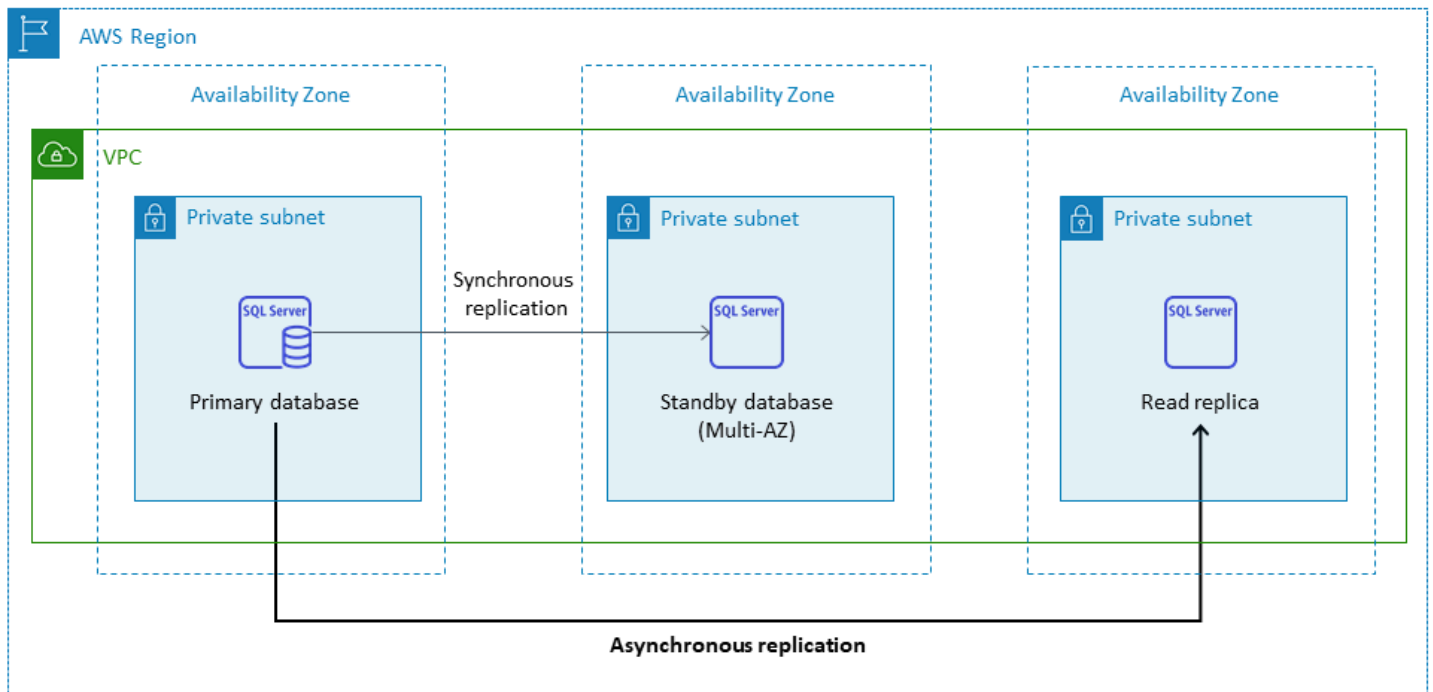 AWS Region
Availability Zone
Availability Zone
Availability Zone
VPC
Private subnet
Private subnet
Private subnet
Synchronous
replication
SQL Server
SQL Server
SQL Server
Primary database
Standby database
(Multi-AZ)
Read replica
Asynchronous replication